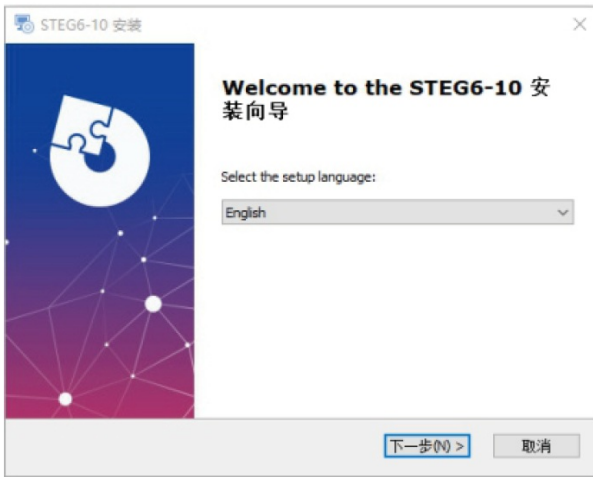 STEG6-10 安装
Welcome to the STEG6-10 安
装向导
Select the setup language:
English
下一步(N) >
取消